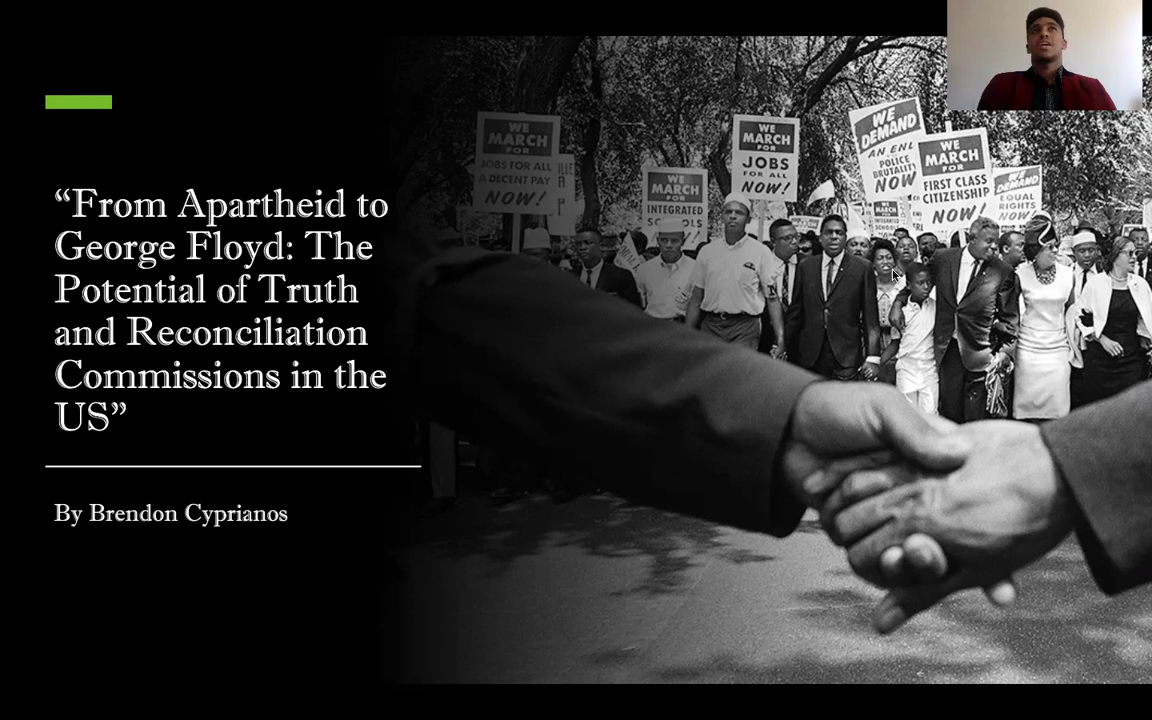 “From Apartheid to
George Floyd: The
Potential of Truth
and Reconciliation
Commissions in the
US”
By Brendon Cyprianos
WE
MARCH
FOR
JOBS FOR ALL
A DECENT PAY
NOW!
WE
MARCH
FOR
INTEGRATED
NOW!
WE
MARCH
FOR
JOBS
FOR ALL
NOW!
WE
DEMAND
AN END
POLICE
BRUTALITY
NOW
WE
MARCH
FOR
FIRST CLASS
CITIZENSHIP
NOW!
DEMAND
EQUAL
RIGHTS
NOW!